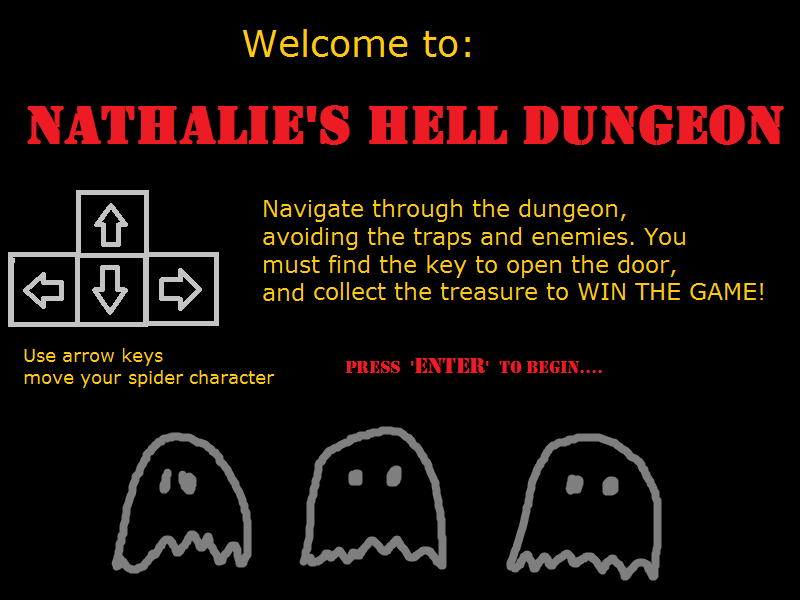 Welcome to:
NATHALIE'S HELL DUNGEON
Navigate through the dungeon,
avoiding the traps and enemies. You
must find the key to open the door,
and collect the treasure to WIN THE GAME!
Use arrow keys
move your spider character
PRESS 'ENTER' TO BEGIN....